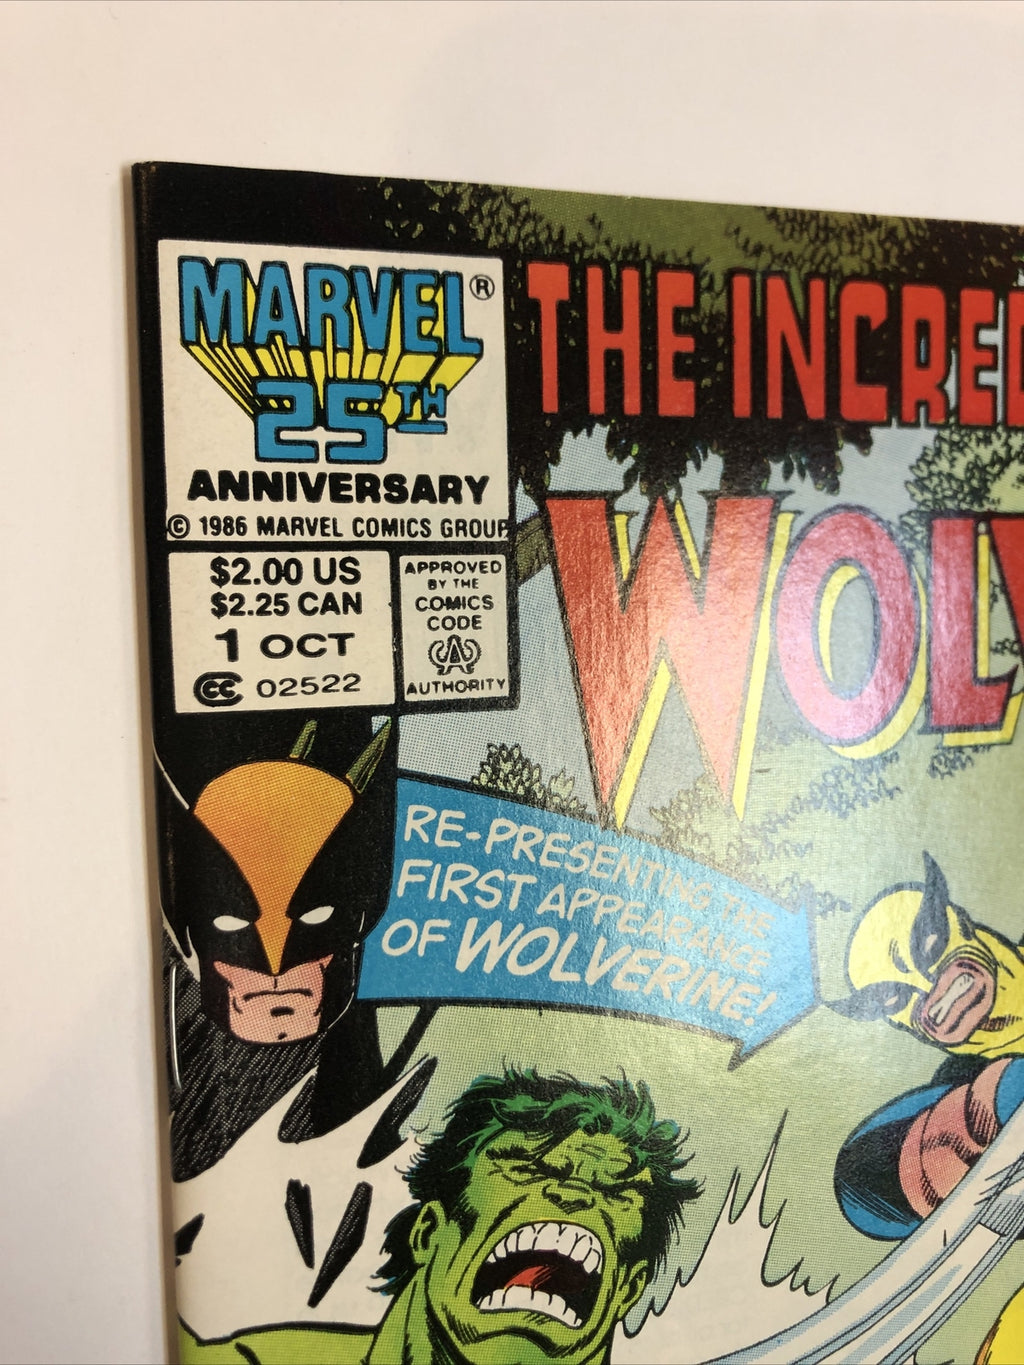 MARVEL®
25TH
ANNIVERSARY
© 1986 MARVEL COMICS GROUP
$2.00 US
$2.25 CAN
1 OCT
CC 02522
APPROVED
BY THE
COMICS
CODE
A
AUTHORITY
THE INCRED
WOLV
RE-PRESENTING THE
FIRST APPEARANCE
OF WOLVERINE!